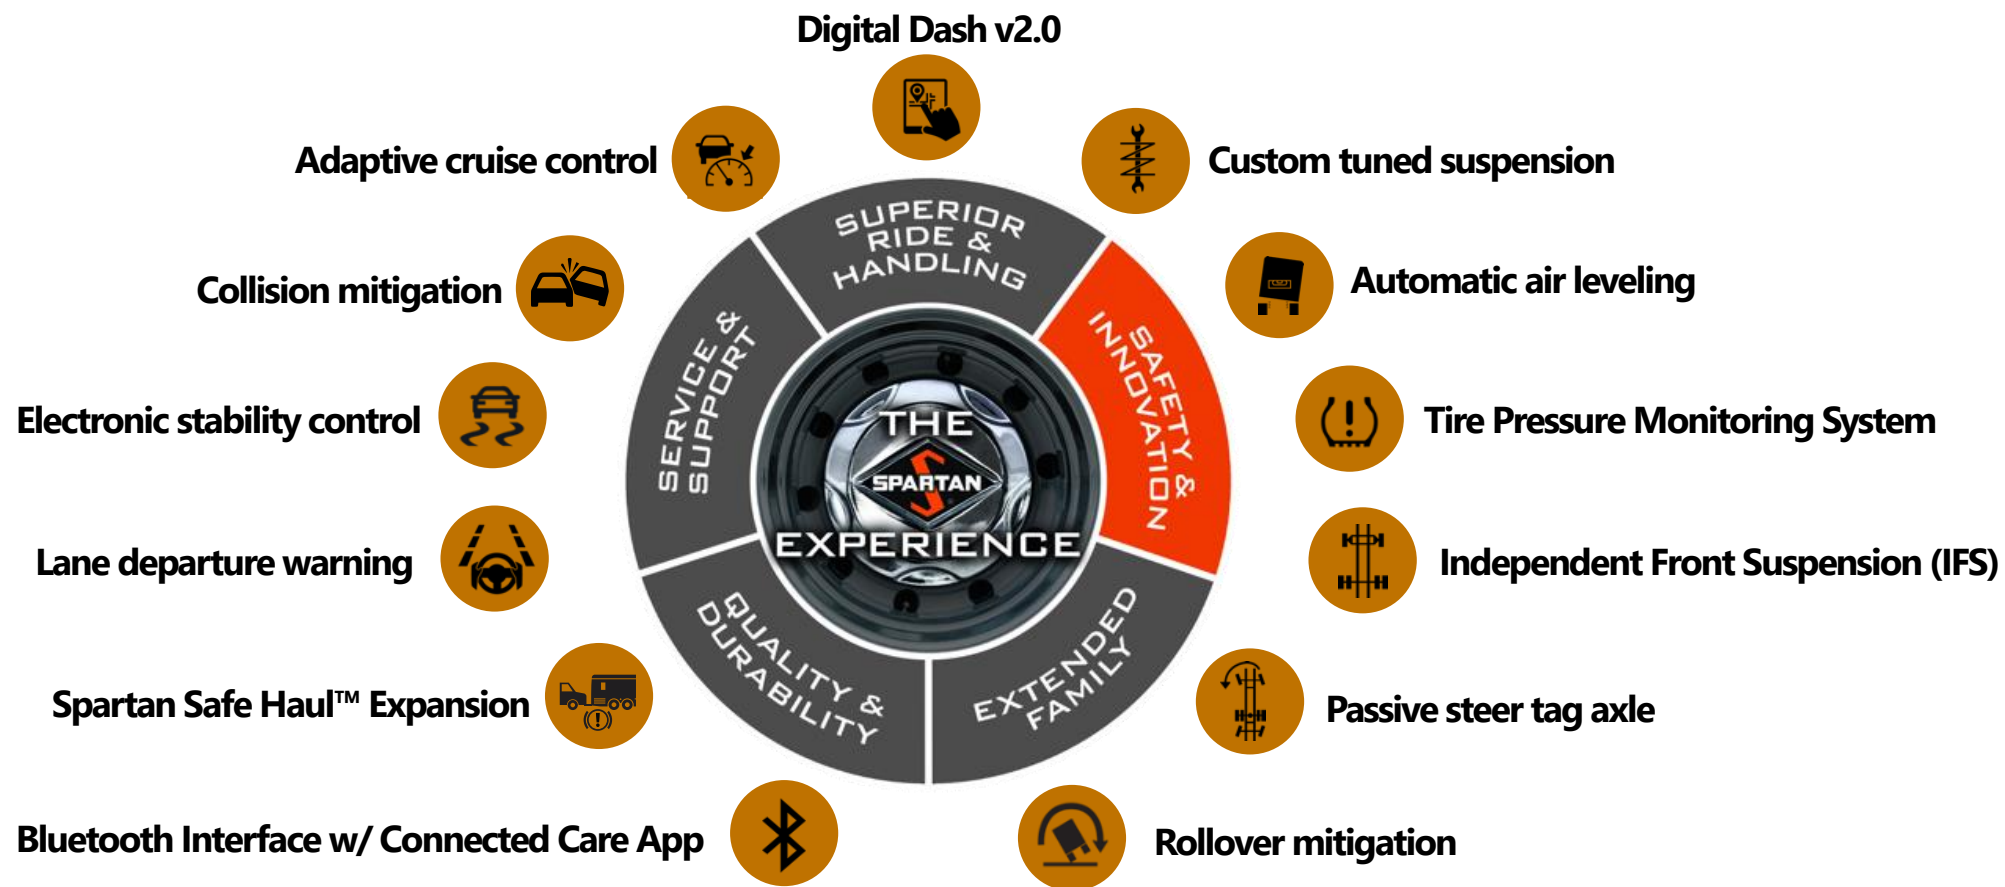 Digital Dash v2.0
Adaptive cruise control
Custom tuned suspension
Collision mitigation
Automatic air leveling
Electronic stability control
Tire Pressure Monitoring System
Lane departure warning
Independent Front Suspension (IFS)
Spartan Safe Haul™ Expansion
Passive steer tag axle
Bluetooth Interface w/ Connected Care App
Rollover mitigation
SUPERIOR
RIDE &
HANDLING
SAFETY &
INNOVATION
EXTENDED
FAMILY
QUALITY &
DURABILITY
SERVICE &
SUPPORT
THE
SPARTAN
EXPERIENCE